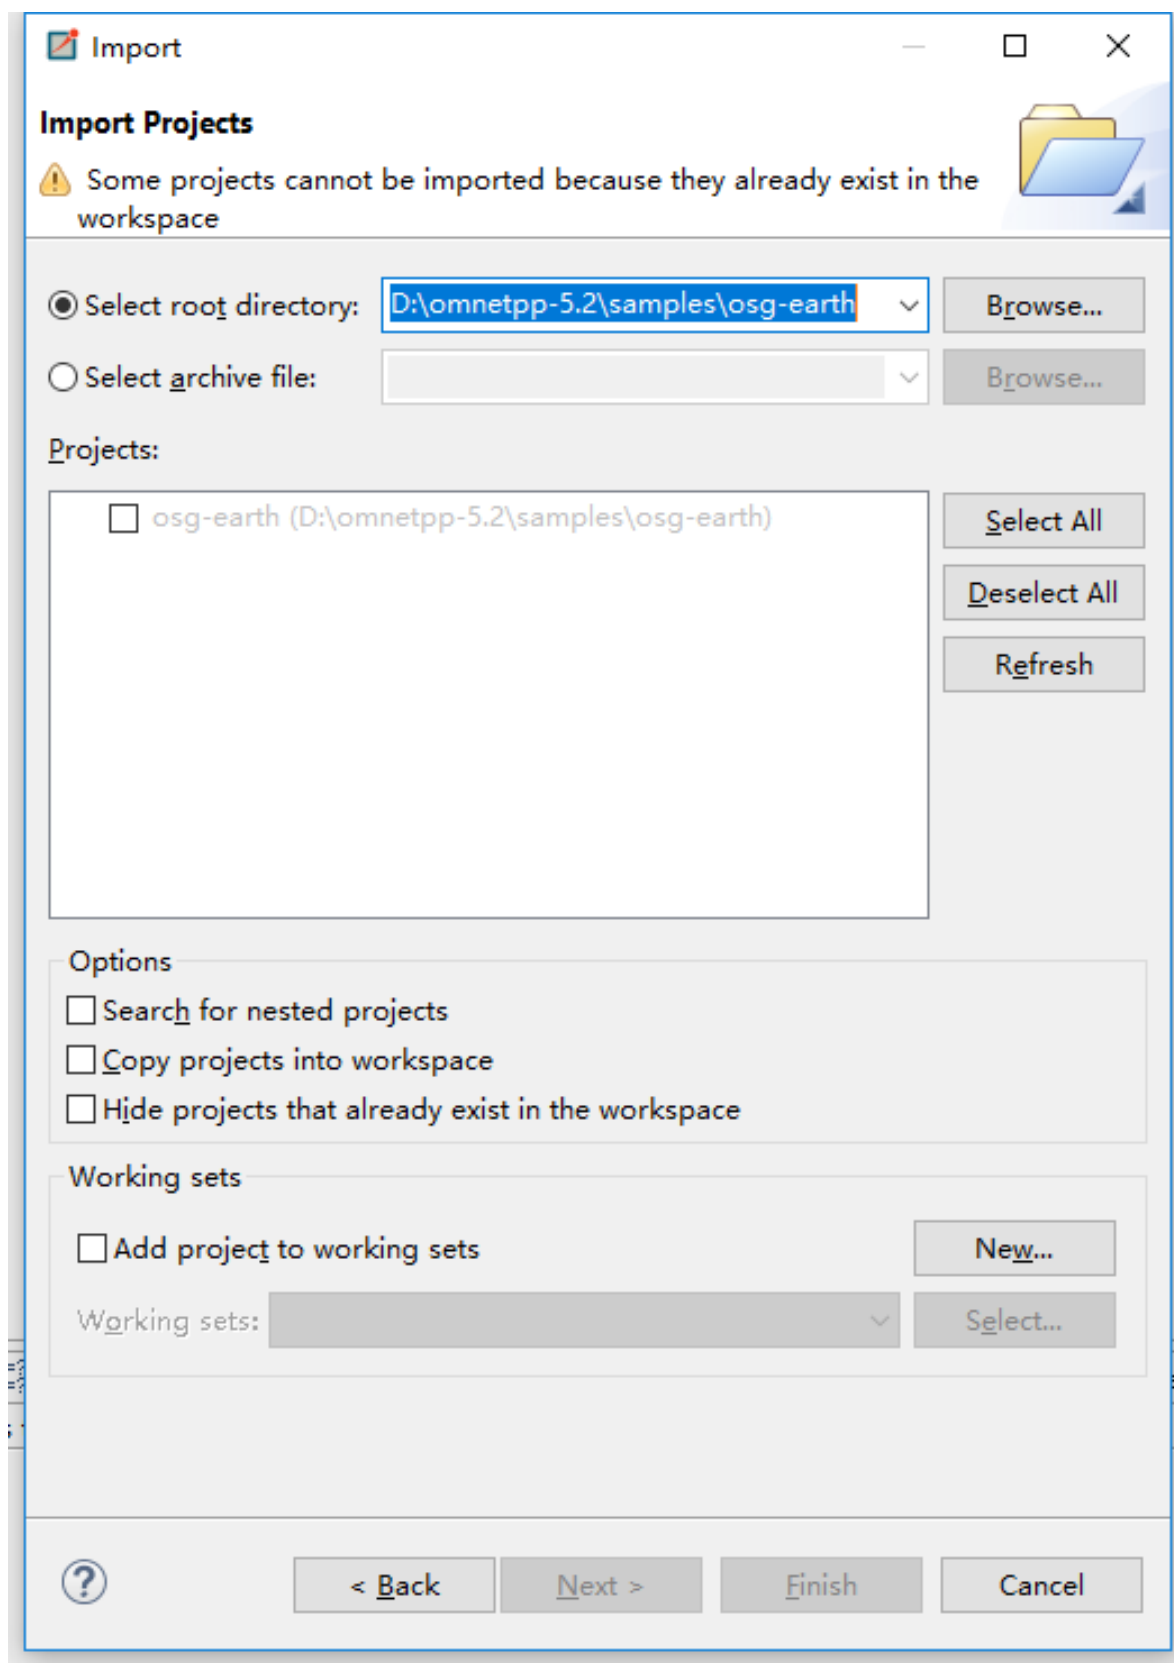 Import
Import Projects
Some projects cannot be imported because they already exist in the
workspace
Select root directory: D:\omnetpp-5.2\samples\osg-earth Browse...
Select archive file: Browse...
Projects:
osg-earth (D:\omnetpp-5.2\samples\osg-earth)
Select All
Deselect All
Refresh
Options
Search for nested projects
Copy projects into workspace
Hide projects that already exist in the workspace
Working sets
Add project to working sets New...
Working sets: Select...
< Back Next > Finish Cancel